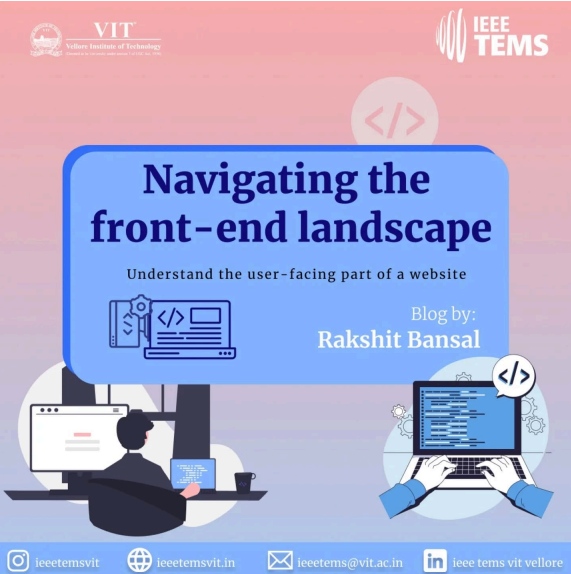 VIT
Vellore Institute of Technology
IEEE
TEMS
</>
Navigating the
front-end landscape
Understand the user-facing part of a website
</>
Blog by:
Rakshit Bansal
</>
ieeetemsvit
ieeetemsvit.in
ieeetems@vit.ac.in
in ieee tems vit vellore